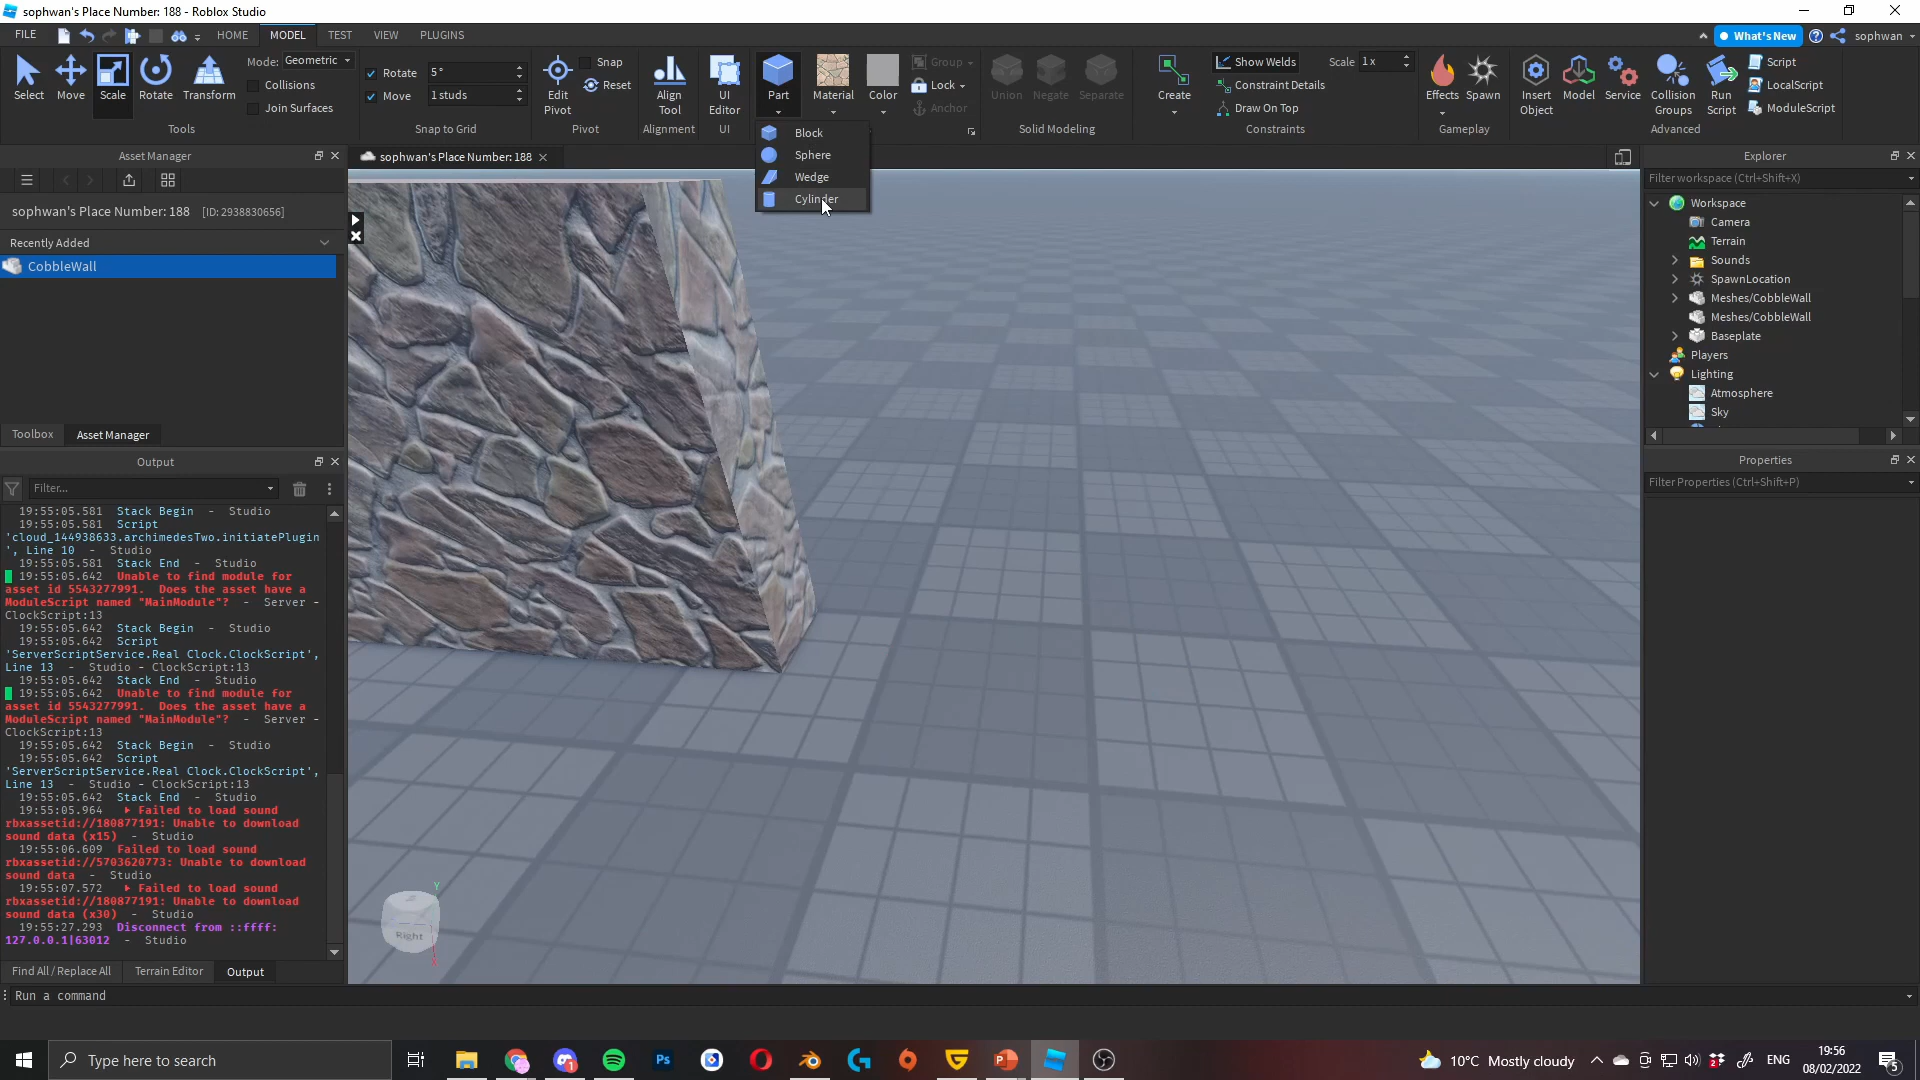 sophwan's Place Number: 188 - Roblox Studio
FILE HOME MODEL TEST VIEW PLUGINS What's New sophwan
Select Move Scale Rotate Transform
Mode: Geometric
Collisions
Join Surfaces
Tools
Rotate 5°
Move 1 studs
Snap to Grid
Edit Pivot
Snap
Reset
Pivot
Align Tool
Alignment
UI Editor
UI
Part
Material
Color
Group
Lock
Anchor
Union Negate Separate
Solid Modeling
Create
Show Welds
Scale 1 x
Constraint Details
Draw On Top
Constraints
Effects Spawn
Gameplay
Insert Object
Model
Service
Collision Groups
Run Script
Script
LocalScript
ModuleScript
Advanced
Block
Sphere
Wedge
Cylinder
Asset Manager
sophwan's Place Number: 188 [ID: 2938830656]
Recently Added
CobbleWall
Toolbox Asset Manager
Output
Filter...
19:55:05.581 Stack Begin - Studio
19:55:05.581 Script
'cloud_144938633.archimedesTwo.initiatePlugin
', Line 10 - Studio
19:55:05.581 Stack End - Studio
19:55:05.642 Unable to find module for
asset id 5543277991. Does the asset have a
ModuleScript named "MainModule"? - Server -
ClockScript:13
19:55:05.642 Stack Begin - Studio
19:55:05.642 Script
'ServerScriptService.Real Clock.ClockScript',
Line 13 - Studio - ClockScript:13
19:55:05.642 Stack End - Studio
19:55:05.642 Unable to find module for
asset id 5543277991. Does the asset have a
ModuleScript named "MainModule"? - Server -
ClockScript:13
19:55:05.642 Stack Begin - Studio
19:55:05.642 Script
'ServerScriptService.Real Clock.ClockScript',
Line 13 - Studio - ClockScript:13
19:55:05.642 Stack End - Studio
19:55:05.964 Failed to load sound
rbxassetid://180877191: Unable to download
sound data (x15) - Studio
19:55:06.609 Failed to load sound
rbxassetid://5703620773: Unable to download
sound data - Studio
19:55:07.572 Failed to load sound
rbxassetid://180877191: Unable to download
sound data (x30) - Studio
19:55:27.293 Disconnect from ::ffff:
127.0.0.1|63012 - Studio
Find All / Replace All Terrain Editor Output
Run a command
sophwan's Place Number: 188
Y
Right
X
Explorer
Filter workspace (Ctrl+Shift+X)
Workspace
Camera
Terrain
Sounds
SpawnLocation
Meshes/CobbleWall
Meshes/CobbleWall
Baseplate
Players
Lighting
Atmosphere
Sky
Properties
Filter Properties (Ctrl+Shift+P)
Type here to search
Ps
10°C Mostly cloudy
ENG
19:56
08/02/2022
5